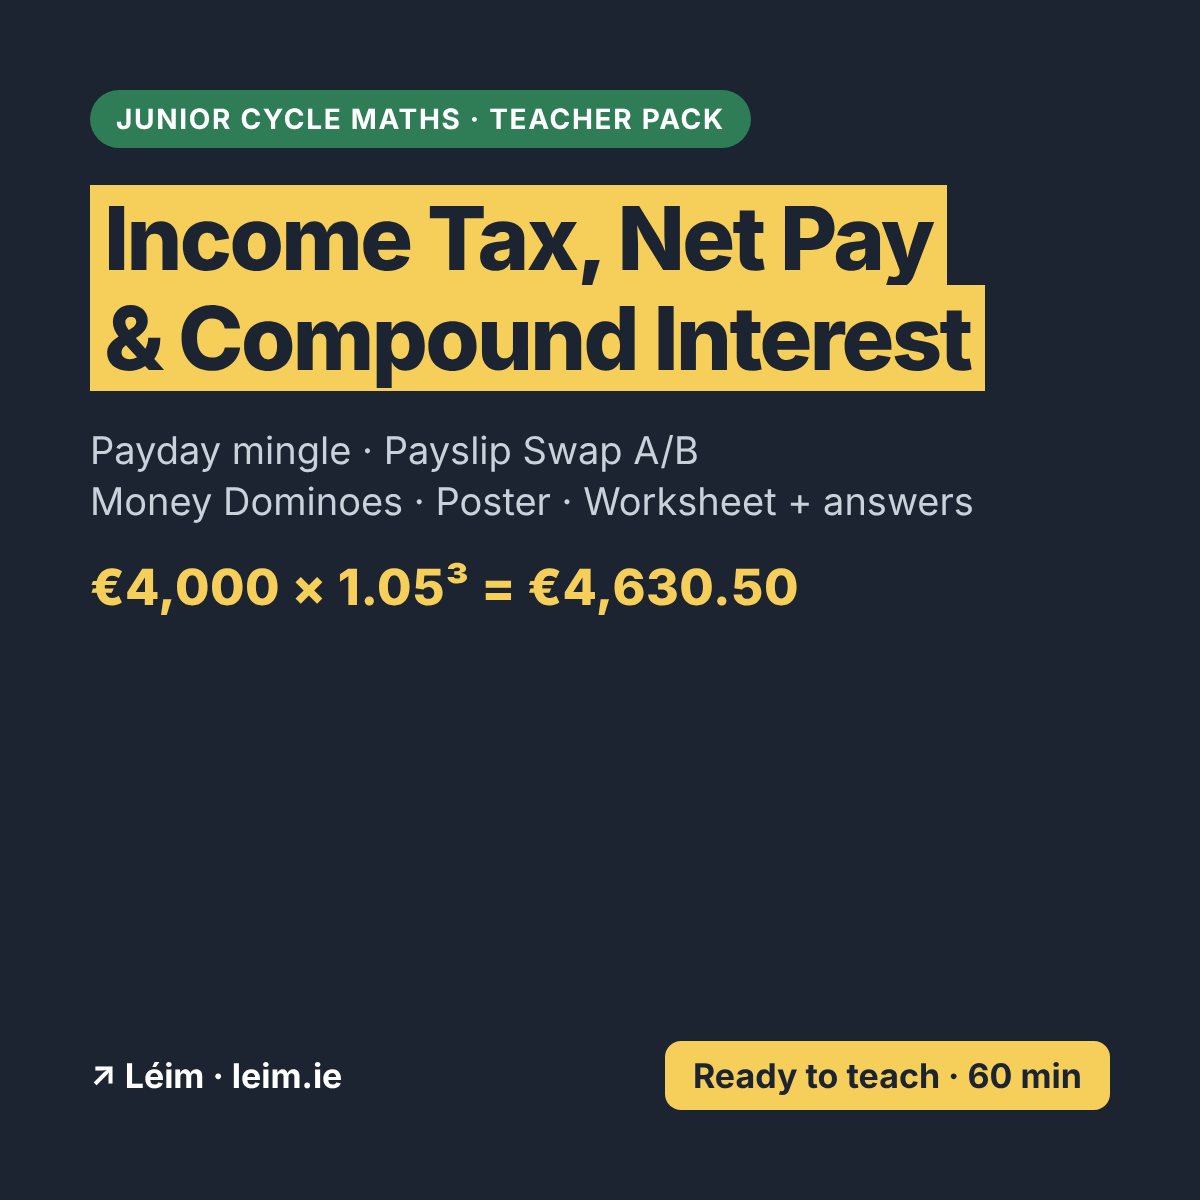 JUNIOR CYCLE MATHS · TEACHER PACK
Income Tax, Net Pay
& Compound Interest
Payday mingle · Payslip Swap A/B
Money Dominoes · Poster · Worksheet + answers
€4,000 × 1.05³ = €4,630.50
↗ Léim · leim.ie
Ready to teach · 60 min